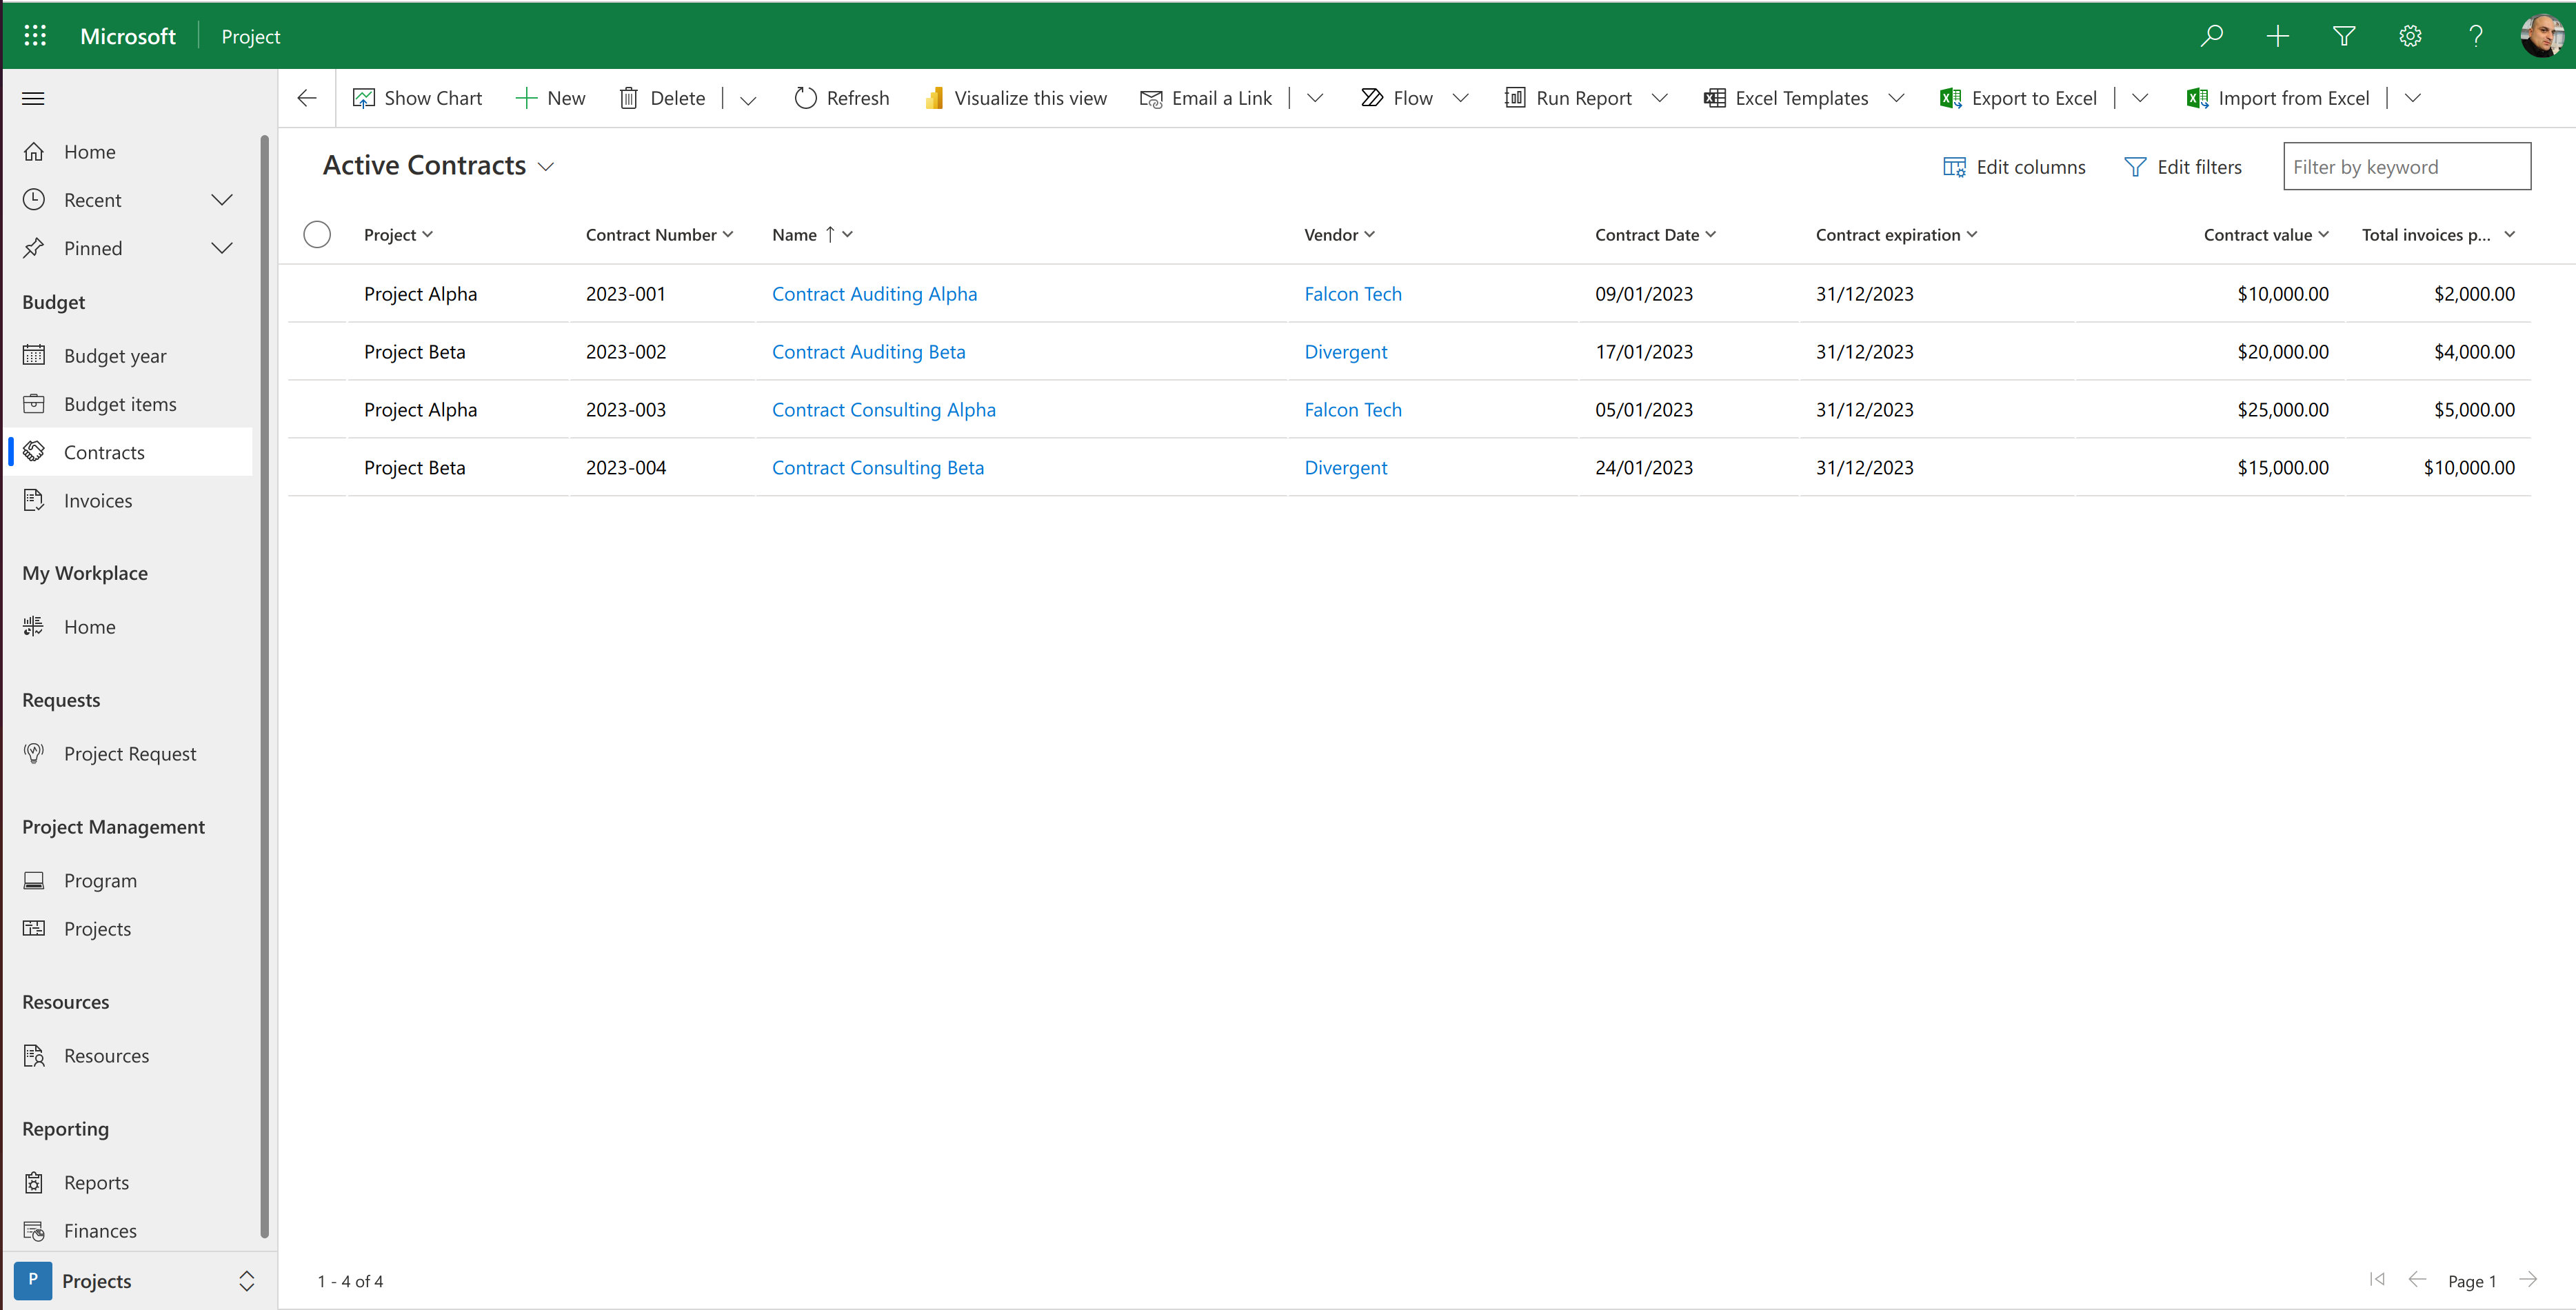 Microsoft Project
Show Chart New Delete Refresh Visualize this view Email a Link Flow Run Report Excel Templates Export to Excel Import from Excel
Home
Recent
Pinned
Budget
Budget year
Budget items
Contracts
Invoices
My Workplace
Home
Requests
Project Request
Project Management
Program
Projects
Resources
Resources
Reporting
Reports
Finances
P Projects
Active Contracts Edit columns Edit filters Filter by keyword
Project Contract Number Name Vendor Contract Date Contract expiration Contract value Total invoices p...
Project Alpha 2023-001 Contract Auditing Alpha Falcon Tech 09/01/2023 31/12/2023 $10,000.00 $2,000.00
Project Beta 2023-002 Contract Auditing Beta Divergent 17/01/2023 31/12/2023 $20,000.00 $4,000.00
Project Alpha 2023-003 Contract Consulting Alpha Falcon Tech 05/01/2023 31/12/2023 $25,000.00 $5,000.00
Project Beta 2023-004 Contract Consulting Beta Divergent 24/01/2023 31/12/2023 $15,000.00 $10,000.00
1 - 4 of 4 Page 1